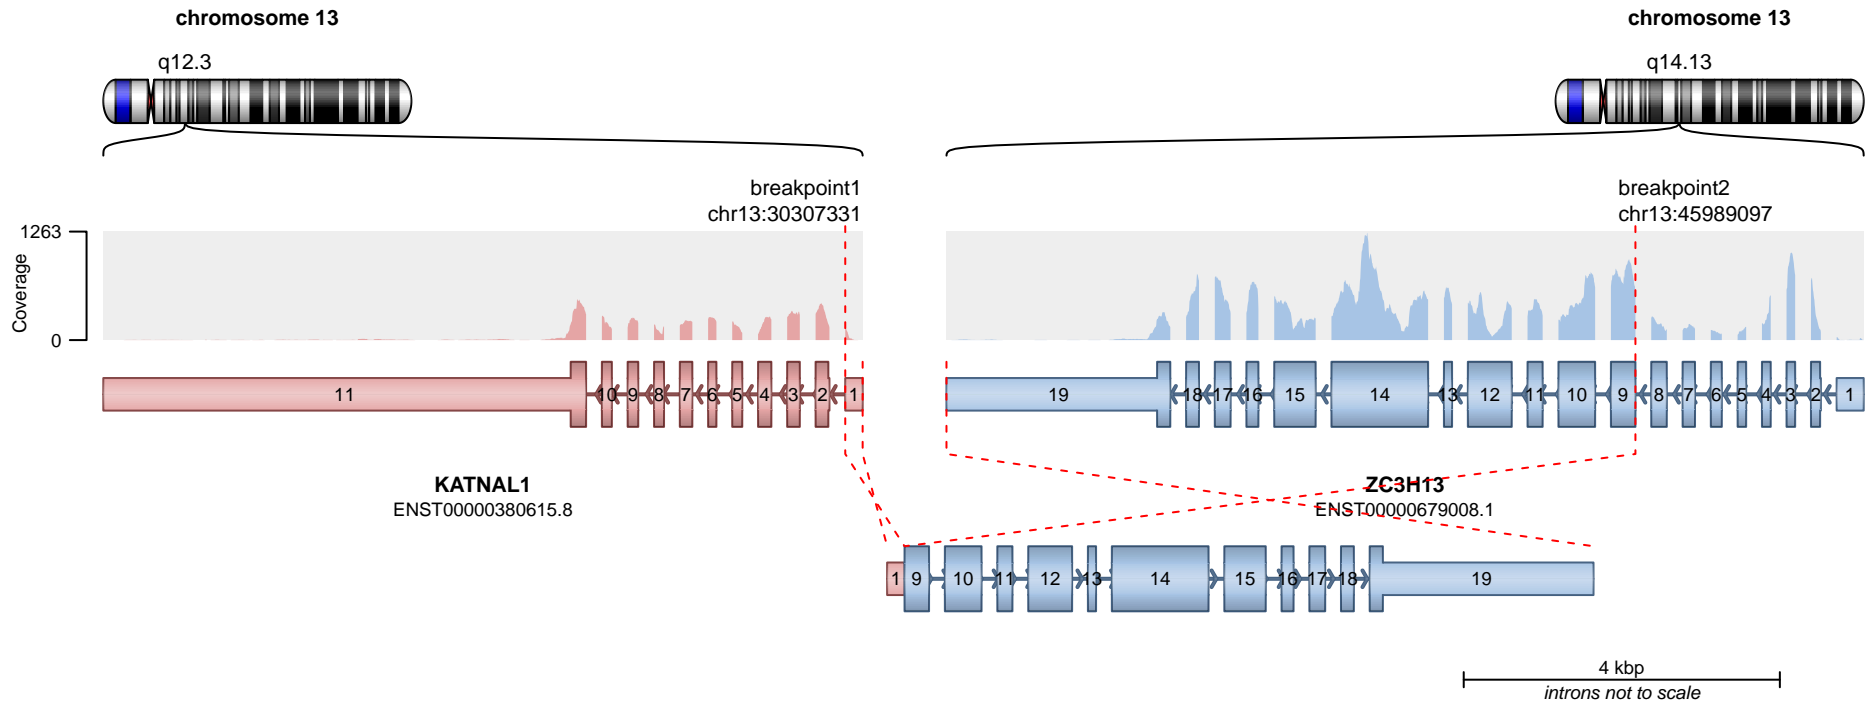 chromosome 13
chromosome 13
q12.3
q14.13
breakpoint1
chr13:30307331
breakpoint2
chr13:45989097
1263
Coverage
0
11 10 9 8 7 6 5 4 3 2 1
19 18 17 16 15 14 13 12 11 10 9 8 7 6 5 4 3 2 1
KATNAL1
ENST00000380615.8
ZC3H13
ENST00000679008.1
1 9 10 11 12 13 14 15 16 17 18 19
4 kbp
introns not to scale